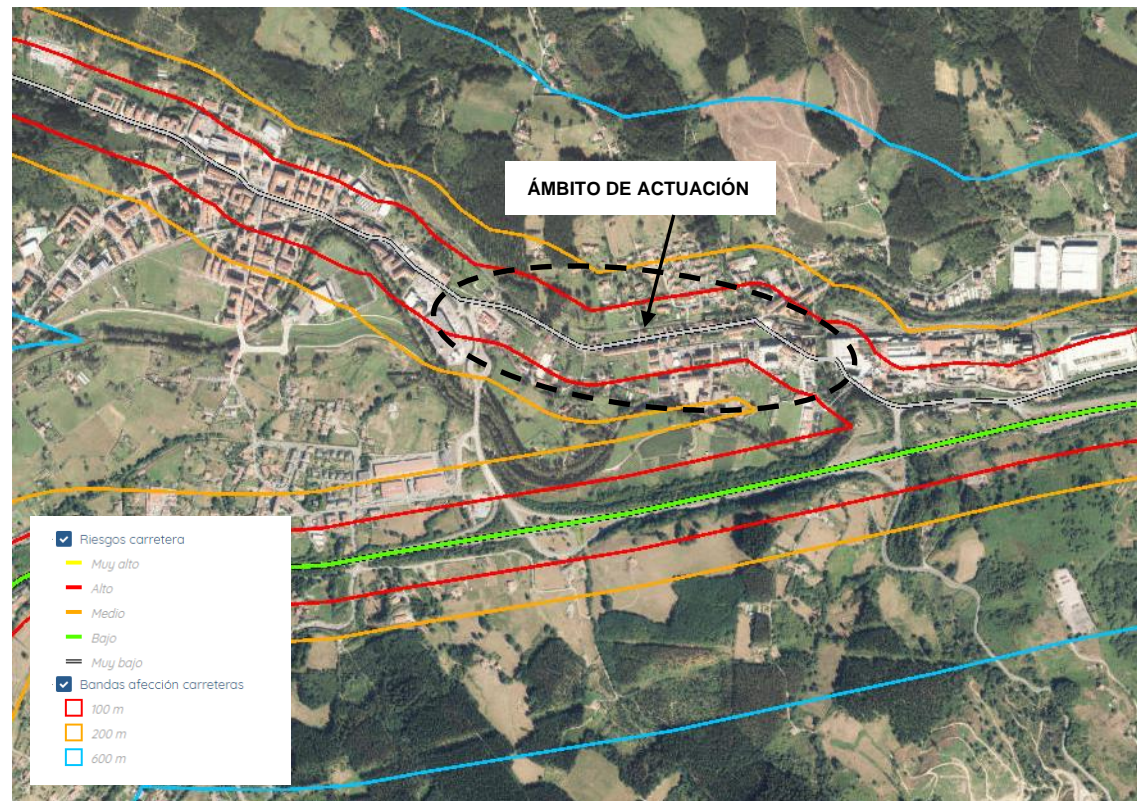 ÁMBITO DE ACTUACIÓN
Riesgos carretera
Muy alto
Alto
Medio
Bajo
Muy bajo
Bandas afección carreteras
100 m
200 m
600 m